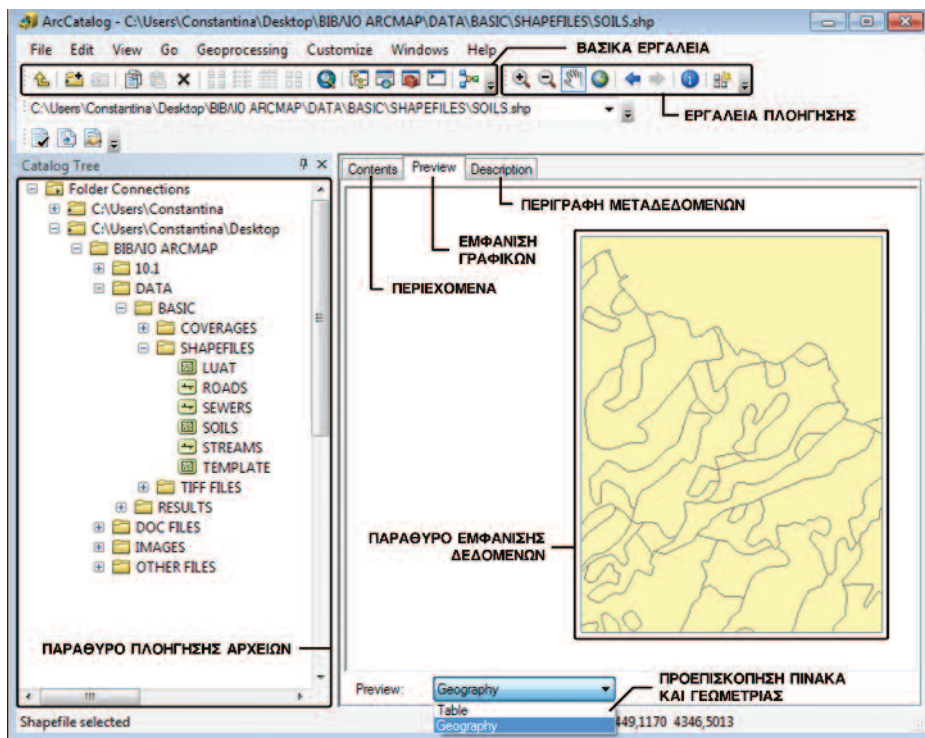 ArcCatalog - C:\Users\Constantina\Desktop\ΒΙΒΛΙΟ ARCMAP\DATA\BASIC\SHAPEFILES\SOILS.shp
File Edit View Go Geoprocessing Customize Windows Help
ΒΑΣΙΚΑ ΕΡΓΑΛΕΙΑ
C:\Users\Constantina\Desktop\ΒΙΒΛΙΟ ARCMAP\DATA\BASIC\SHAPEFILES\SOILS.shp
ΕΡΓΑΛΕΙΑ ΠΛΟΗΓΗΣΗΣ
Catalog Tree
Contents Preview Description
Folder Connections
C:\Users\Constantina
C:\Users\Constantina\Desktop
ΒΙΒΛΙΟ ARCMAP
10.1
DATA
BASIC
COVERAGES
SHAPEFILES
LUAT
ROADS
SEWERS
SOILS
STREAMS
TEMPLATE
TIFF FILES
RESULTS
DOC FILES
IMAGES
OTHER FILES
ΠΑΡΑΘΥΡΟ ΠΛΟΗΓΗΣΗΣ ΑΡΧΕΙΩΝ
ΠΕΡΙΓΡΑΦΗ ΜΕΤΑΔΕΔΟΜΕΝΩΝ
ΕΜΦΑΝΙΣΗ
ΓΡΑΦΙΚΩΝ
ΠΕΡΙΕΧΟΜΕΝΑ
ΠΑΡΑΘΥΡΟ ΕΜΦΑΝΙΣΗΣ
ΔΕΔΟΜΕΝΩΝ
ΠΡΟΕΠΙΣΚΟΠΗΣΗ ΠΙΝΑΚΑ
ΚΑΙ ΓΕΩΜΕΤΡΙΑΣ
Preview: Geography
Table
Geography
Shapefile selected
449,1170 4346,5013